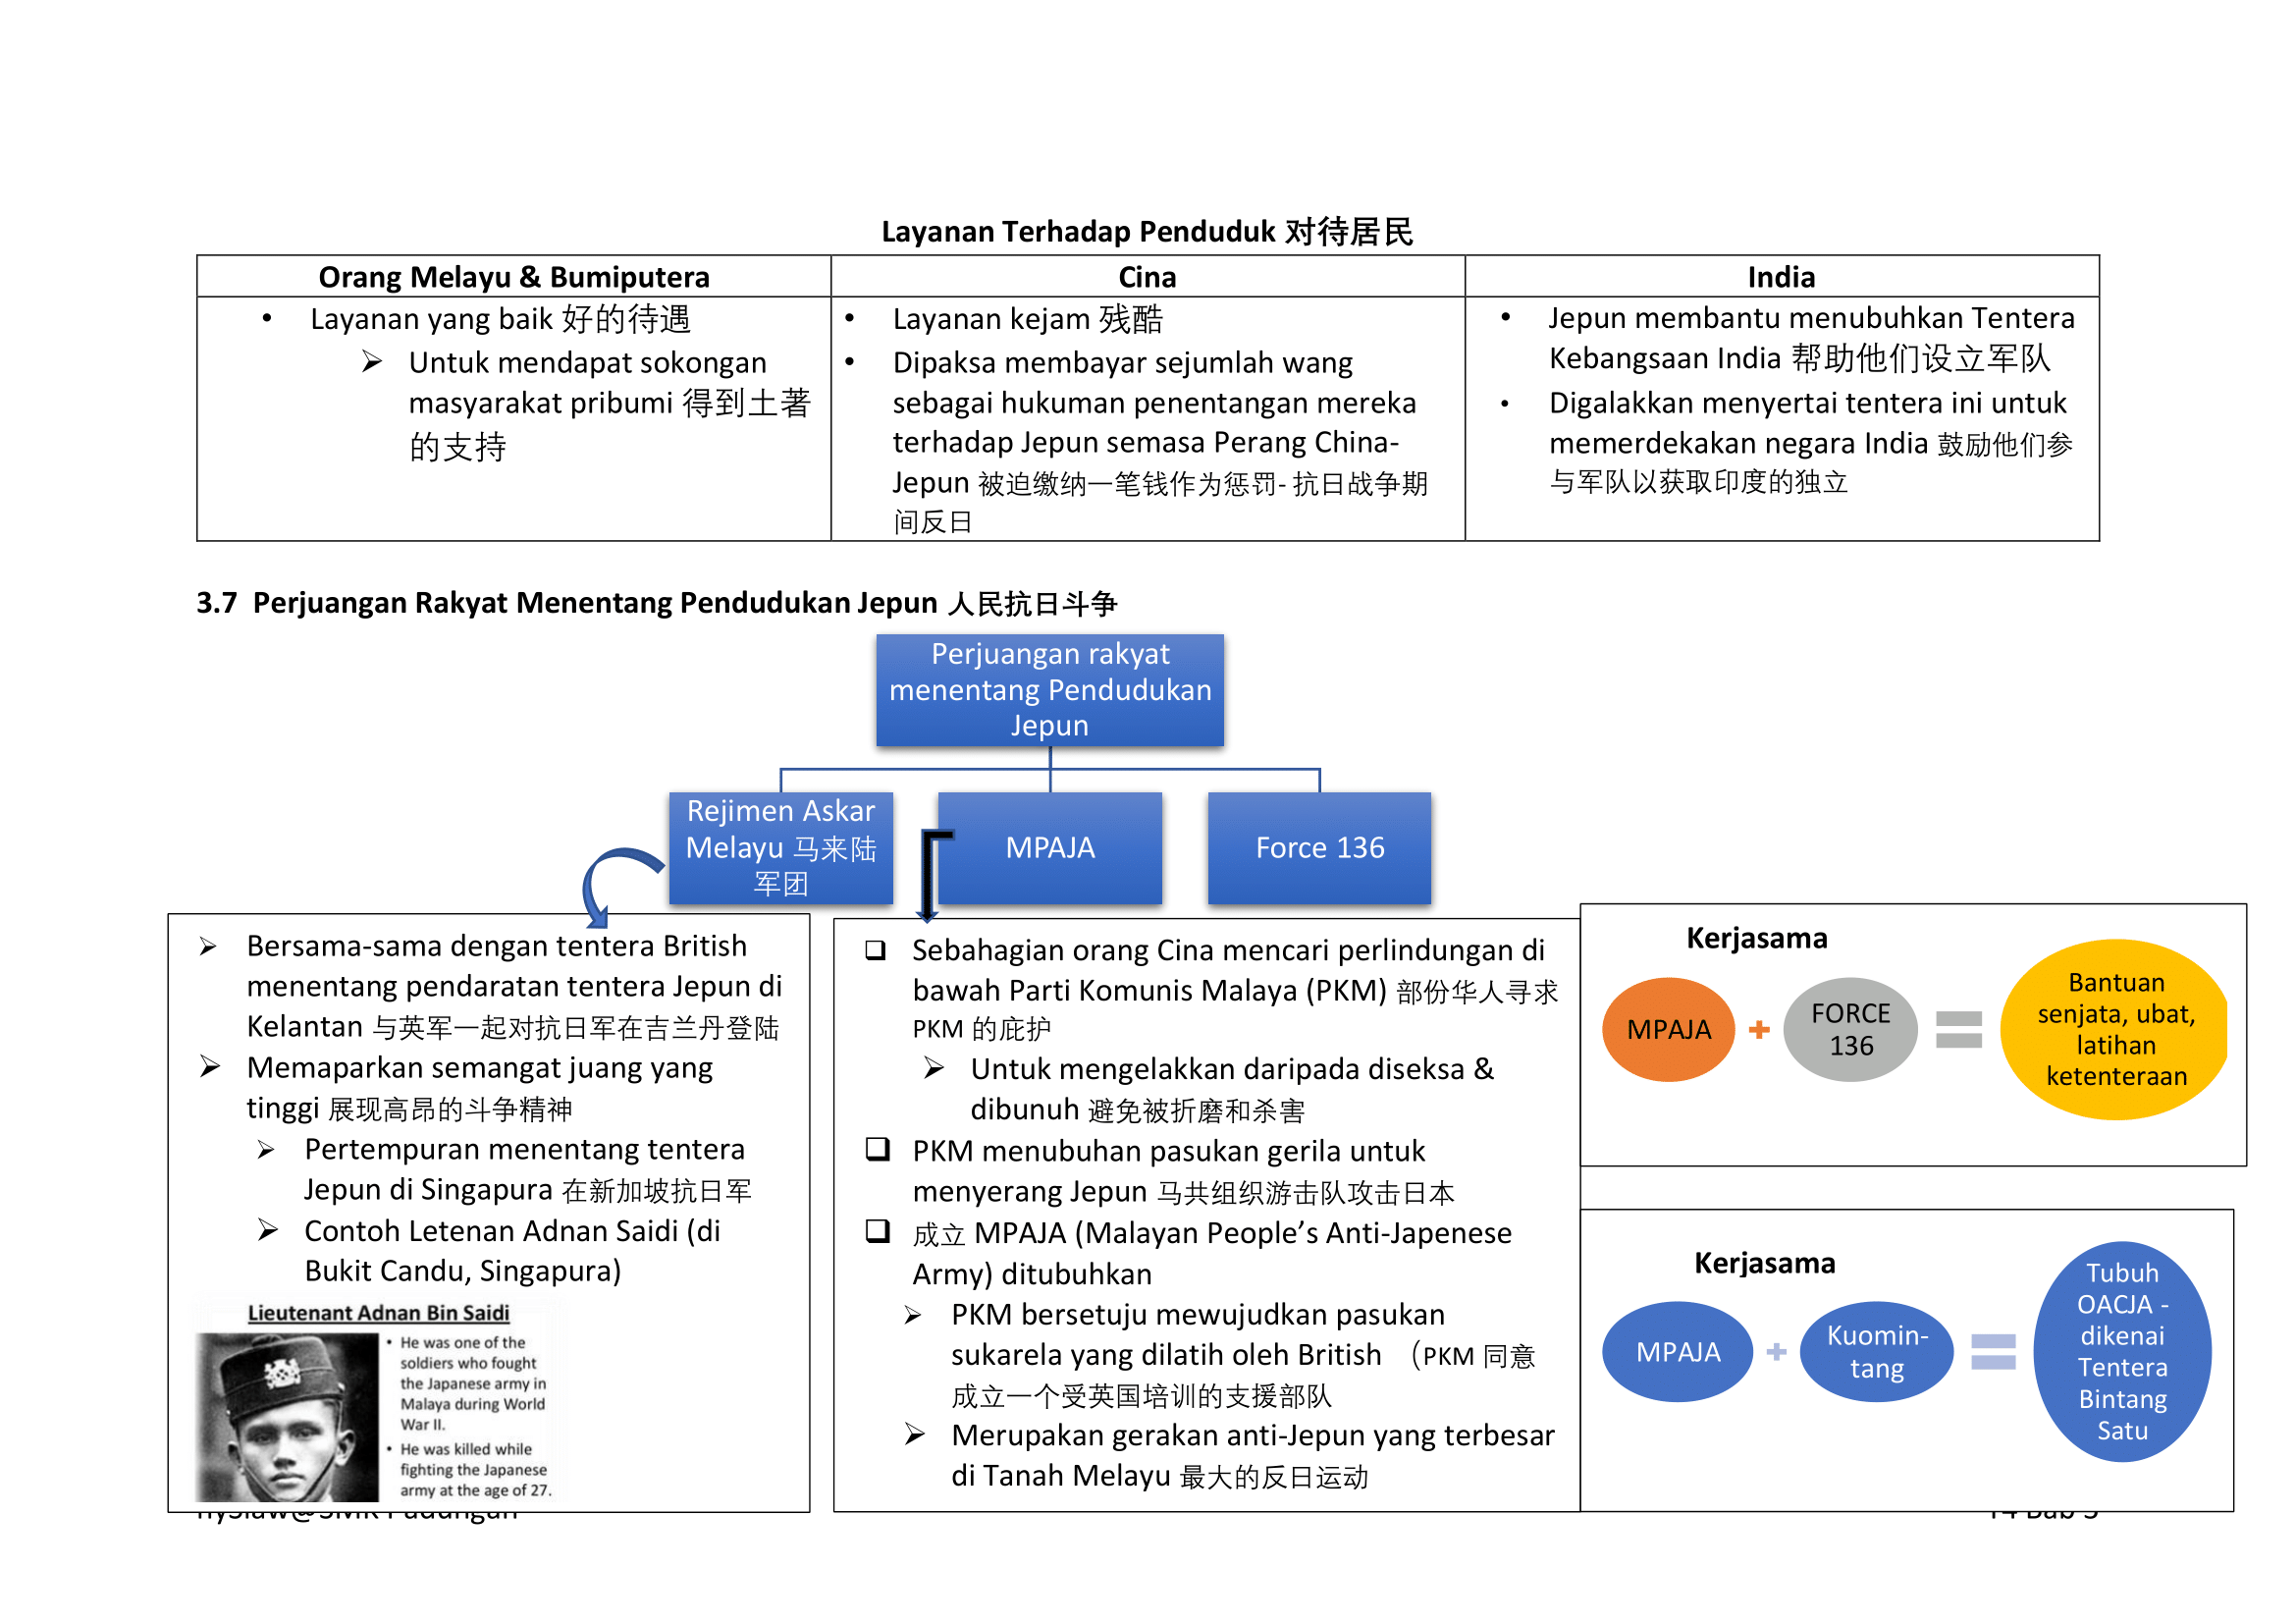 Layanan Terhadap Penduduk 对待居民
Orang Melayu & Bumiputera
Cina
India
• Layanan yang baik 好的待遇
➢ Untuk mendapat sokongan
masyarakat pribumi 得到土著
的支持
• Layanan kejam 残酷
• Dipaksa membayar sejumlah wang
sebagai hukuman penentangan mereka
terhadap Jepun semasa Perang China-
Jepun 被迫缴纳一笔钱作为惩罚- 抗日战争期
间反日
• Jepun membantu menubuhkan Tentera
Kebangsaan India 帮助他们设立军队
• Digalakkan menyertai tentera ini untuk
memerdekakan negara India 鼓励他们参
与军队以获取印度的独立
3.7 Perjuangan Rakyat Menentang Pendudukan Jepun 人民抗日斗争
Perjuangan rakyat
menentang Pendudukan
Jepun
Rejimen Askar
Melayu 马来陆
军团
MPAJA
Force 136
➢ Bersama-sama dengan tentera British
menentang pendaratan tentera Jepun di
Kelantan 与英军一起对抗日军在吉兰丹登陆
➢ Memaparkan semangat juang yang
tinggi 展现高昂的斗争精神
➢ Pertempuran menentang tentera
Jepun di Singapura 在新加坡抗日军
➢ Contoh Letenan Adnan Saidi (di
Bukit Candu, Singapura)
Lieutenant Adnan Bin Saidi
• He was one of the
soldiers who fought
the Japanese army in
Malaya during World
War II.
• He was killed while
fighting the Japanese
army at the age of 27.
❑ Sebahagian orang Cina mencari perlindungan di
bawah Parti Komunis Malaya (PKM) 部份华人寻求
PKM 的庇护
➢ Untuk mengelakkan daripada diseksa &
dibunuh 避免被折磨和杀害
❑ PKM menubuhan pasukan gerila untuk
menyerang Jepun 马共组织游击队攻击日本
❑ 成立 MPAJA (Malayan People’s Anti-Japenese
Army) ditubuhkan
➢ PKM bersetuju mewujudkan pasukan
sukarela yang dilatih oleh British （PKM 同意
成立一个受英国培训的支援部队
➢ Merupakan gerakan anti-Jepun yang terbesar
di Tanah Melayu 最大的反日运动
Kerjasama
MPAJA
+
FORCE
136
=
Bantuan
senjata, ubat,
latihan
ketenteraan
Kerjasama
MPAJA
+
Kuomin-
tang
=
Tubuh
OACJA -
dikenai
Tentera
Bintang
Satu